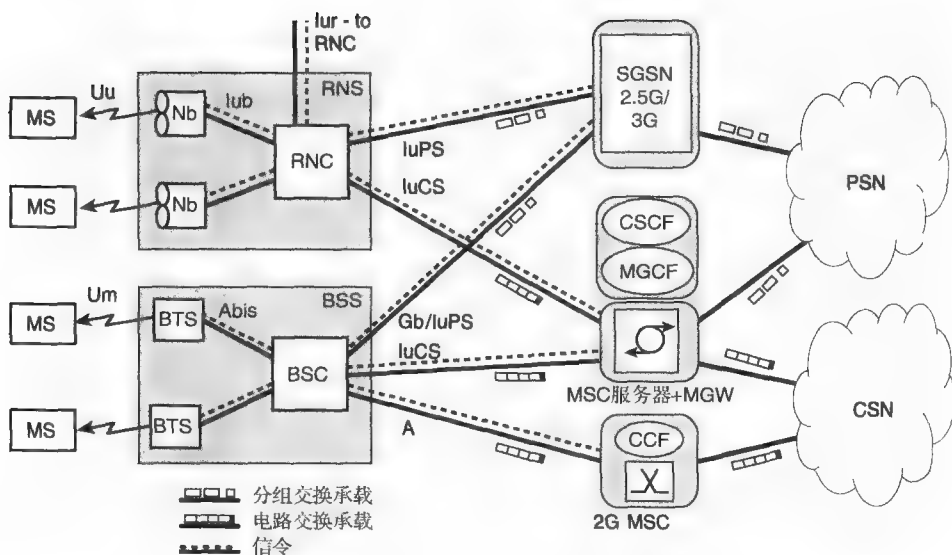 Iur - to
RNC
RNS
Uu
MS
Nb
Iub
RNC
MS
Nb
IuPS
IuCS
SGSN
2.5G/
3G
PSN
CSCF
MGCF
MSC服务器+MGW
BSS
Um
MS
BTS
Abis
BSC
MS
BTS
Gb/IuPS
IuCS
A
CCF
2G MSC
CSN
分组交换承载
电路交换承载
信令